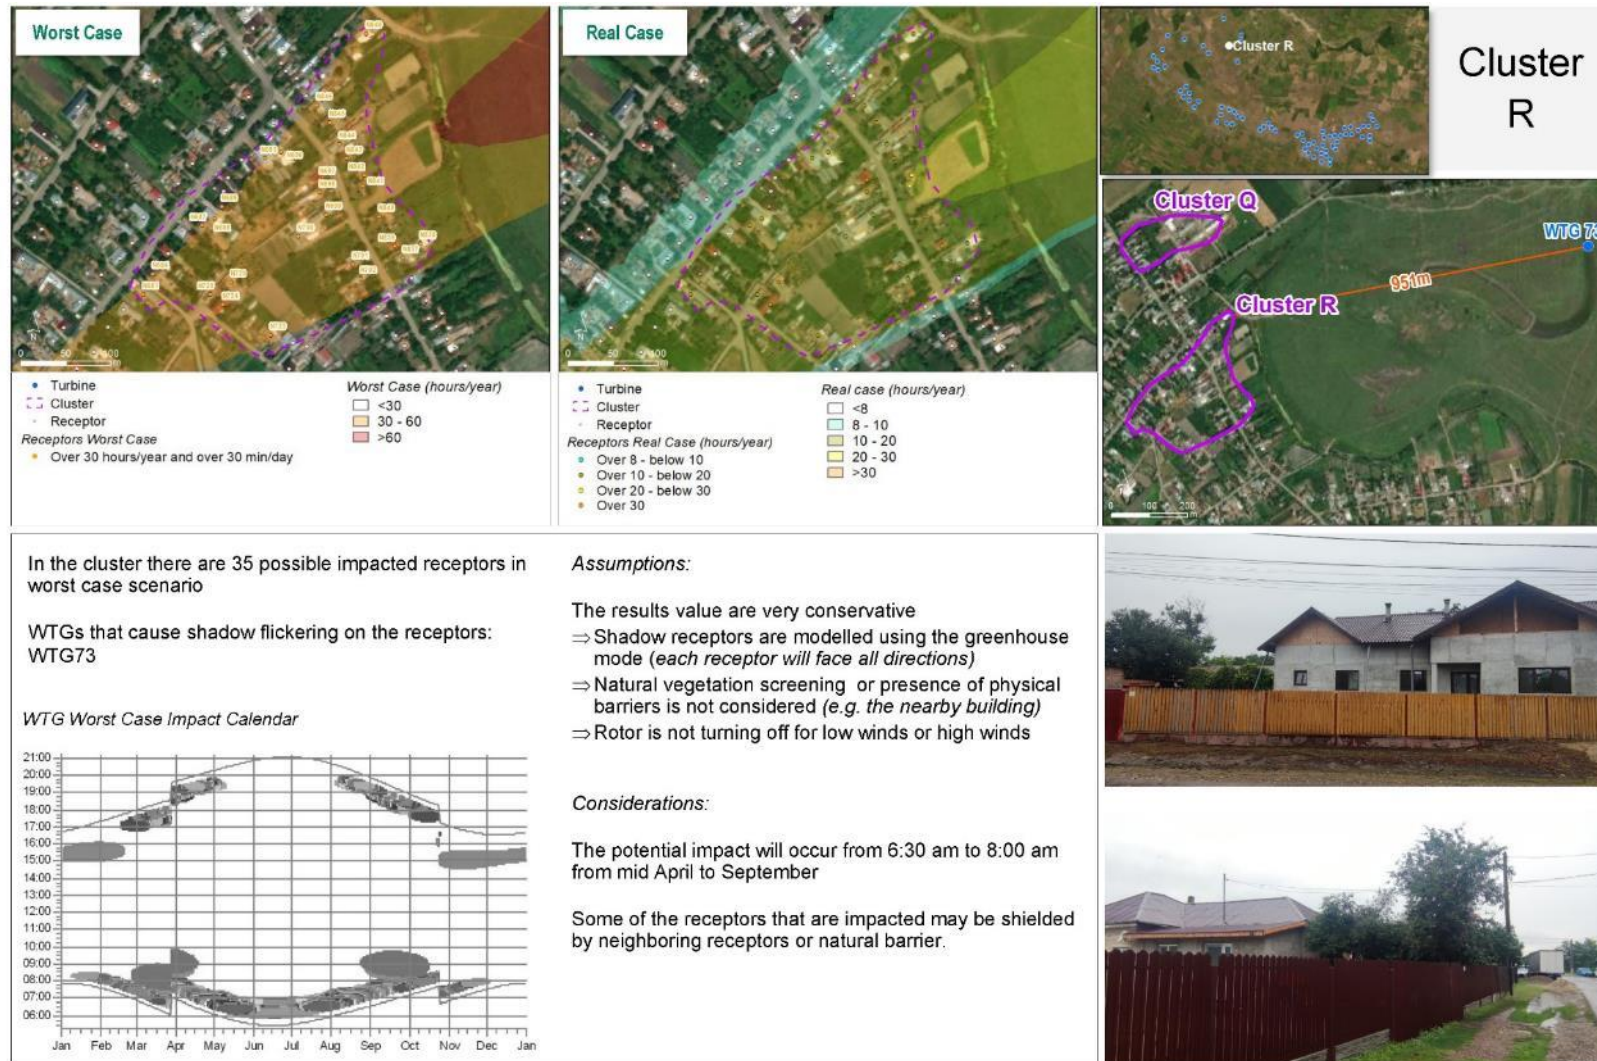 Worst Case
0 50 100
m
Turbine
Cluster
Receptor
Receptors Worst Case
Over 30 hours/year and over 30 min/day
Worst Case (hours/year)
<30
30 - 60
>60
Real Case
0 50 100
m
Turbine
Cluster
Receptor
Receptors Real Case (hours/year)
Over 8 - below 10
Over 10 - below 20
Over 20 - below 30
Over 30
Real case (hours/year)
<8
8 - 10
10 - 20
20 - 30
>30
Cluster R
Cluster
R
Cluster Q
WTG 73
951m
Cluster R
0 100 200
m
In the cluster there are 35 possible impacted receptors in
worst case scenario
WTGs that cause shadow flickering on the receptors:
WTG73
WTG Worst Case Impact Calendar
21:00
20:00
19:00
18:00
17:00
16:00
15:00
14:00
13:00
12:00
11:00
10:00
09:00
08:00
07:00
06:00
Jan Feb Mar Apr May Jun Jul Aug Sep Oct Nov Dec Jan
Assumptions:
The results value are very conservative
⇒ Shadow receptors are modelled using the greenhouse
mode (each receptor will face all directions)
⇒ Natural vegetation screening or presence of physical
barriers is not considered (e.g. the nearby building)
⇒ Rotor is not turning off for low winds or high winds
Considerations:
The potential impact will occur from 6:30 am to 8:00 am
from mid April to September
Some of the receptors that are impacted may be shielded
by neighboring receptors or natural barrier.